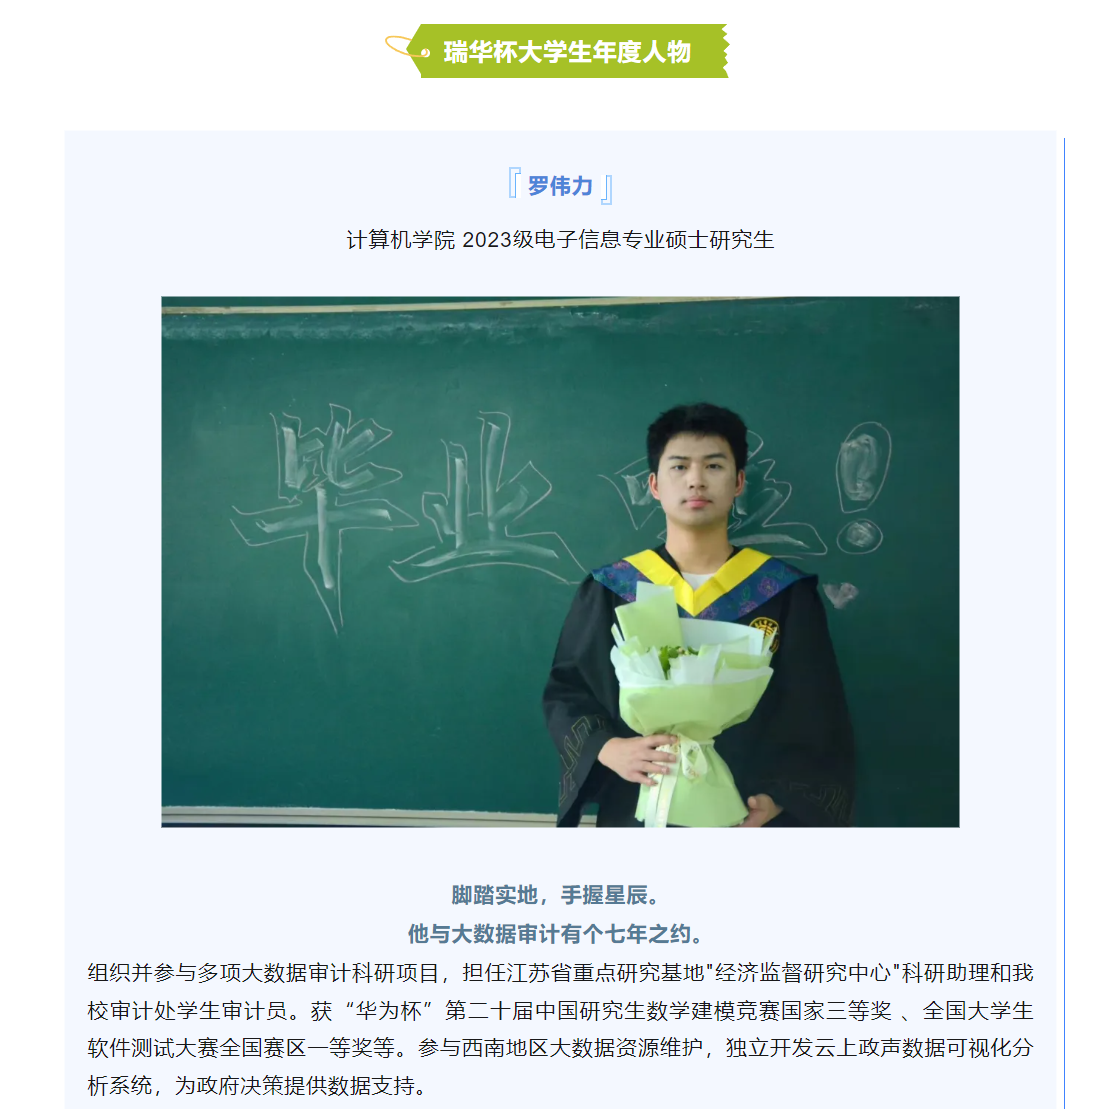 瑞华杯大学生年度人物
『罗伟力』
计算机学院 2023级电子信息专业硕士研究生
毕业啦!
脚踏实地，手握星辰。
他与大数据审计有个七年之约。
组织并参与多项大数据审计科研项目，担任江苏省重点研究基地"经济监督研究中心"科研助理和我
校审计处学生审计员。获“华为杯”第二十届中国研究生数学建模竞赛国家三等奖 、全国大学生
软件测试大赛全国赛区一等奖等。参与西南地区大数据资源维护，独立开发云上政声数据可视化分
析系统，为政府决策提供数据支持。